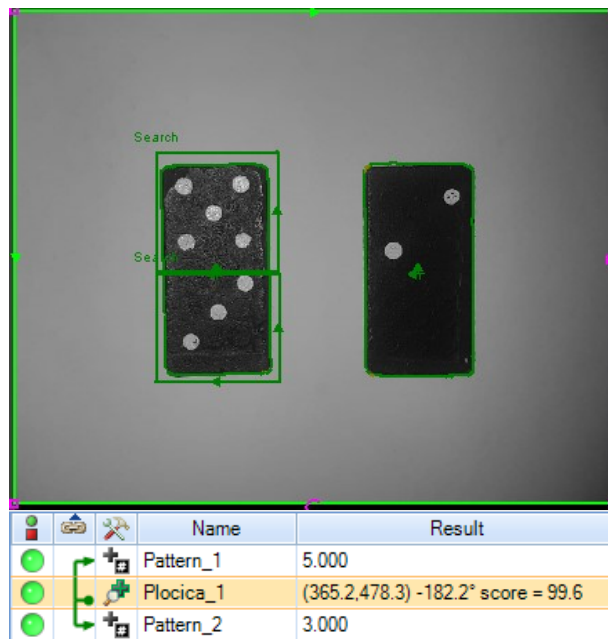 Search
Search
Name Result
Pattern_1 5.000
Plocica_1 (365.2,478.3) -182.2° score = 99.6
Pattern_2 3.000